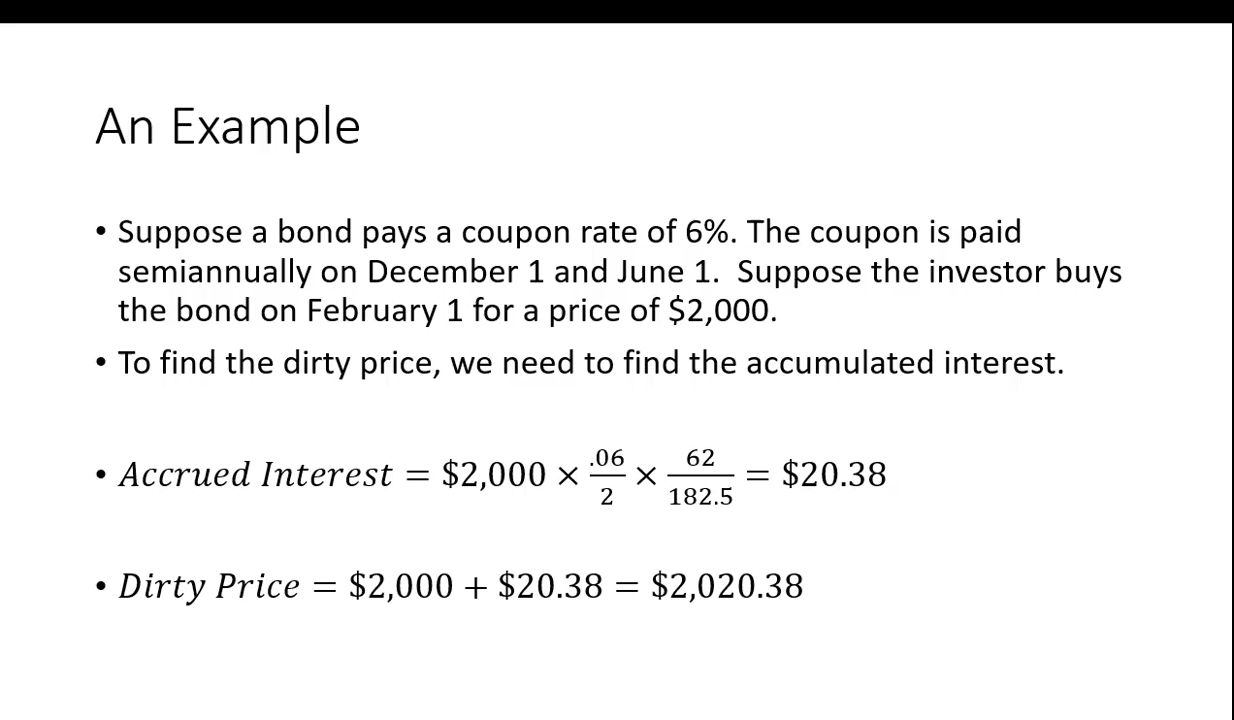 An Example
• Suppose a bond pays a coupon rate of 6%. The coupon is paid
semiannually on December 1 and June 1.  Suppose the investor buys
the bond on February 1 for a price of $2,000.
• To find the dirty price, we need to find the accumulated interest.
• Accrued Interest = $2,000 × .06/2 × 62/182.5 = $20.38
• Dirty Price = $2,000 + $20.38 = $2,020.38